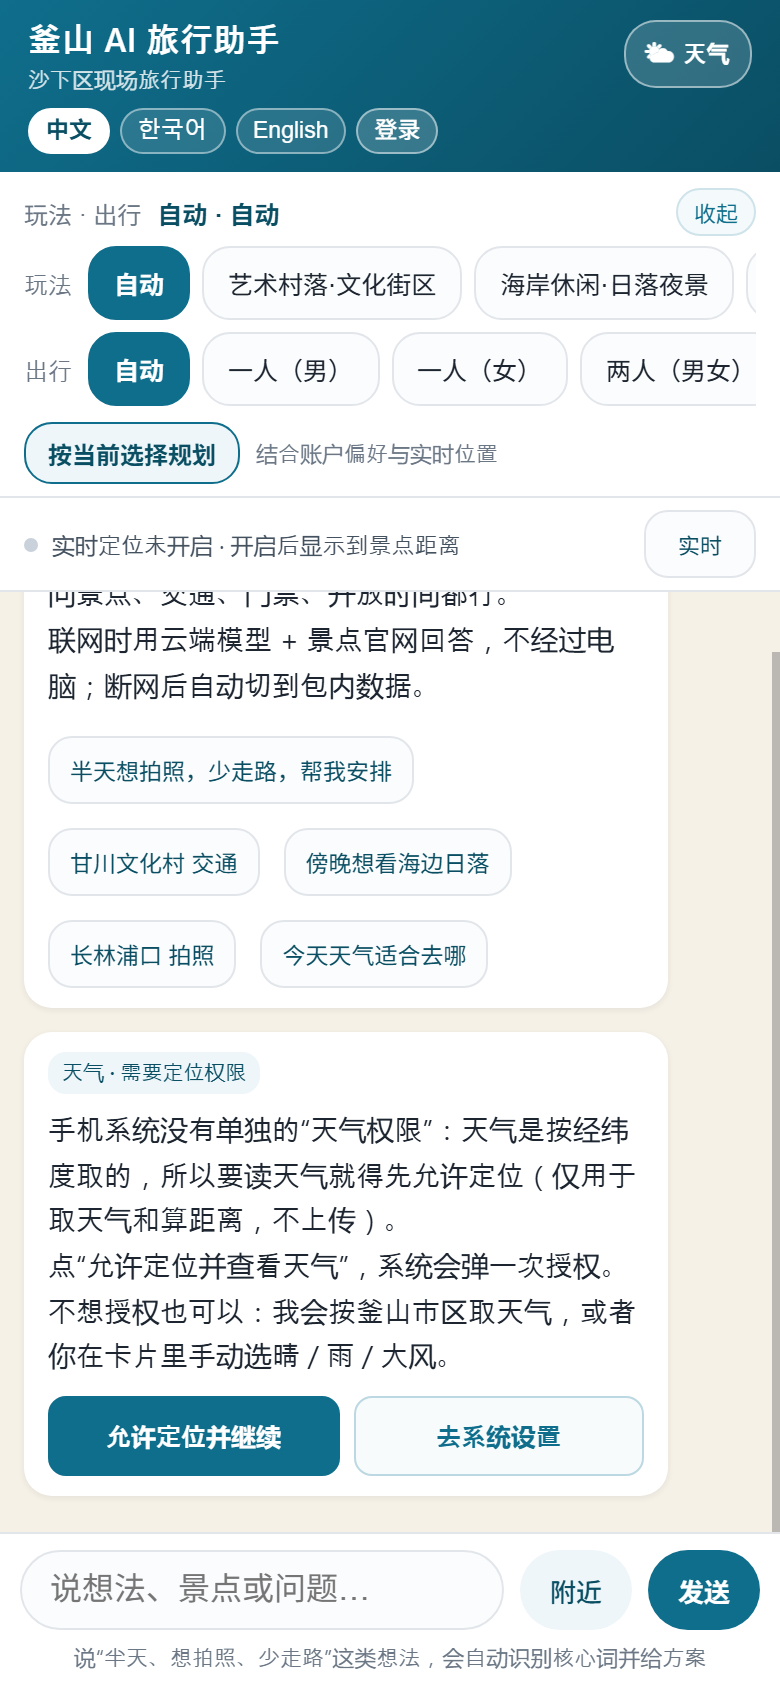 釜山 AI 旅行助手
沙下区现场旅行助手
天气
中文 한국어 English 登录
玩法 · 出行 自动 · 自动 收起
玩法 自动 艺术村落·文化街区 海岸休闲·日落夜景
出行 自动 一人（男） 一人（女） 两人（男女）
按当前选择规划 结合账户偏好与实时位置
实时定位未开启 · 开启后显示到景点距离 实时
问景点、交通、门票、开放时间都行。
联网时用云端模型 + 景点官网回答，不经过电
脑；断网后自动切到包内数据。
半天想拍照，少走路，帮我安排
甘川文化村 交通 傍晚想看海边日落
长林浦口 拍照 今天天气适合去哪
天气 · 需要定位权限
手机系统没有单独的“天气权限”：天气是按经纬
度取的，所以要读天气就得先允许定位（仅用于
取天气和算距离，不上传）。
点“允许定位并查看天气”，系统会弹一次授权。
不想授权也可以：我会按釜山市区取天气，或者
你在卡片里手动选晴 / 雨 / 大风。
允许定位并继续 去系统设置
说想法、景点或问题... 附近 发送
说“半天、想拍照、少走路”这类想法，会自动识别核心词并给方案